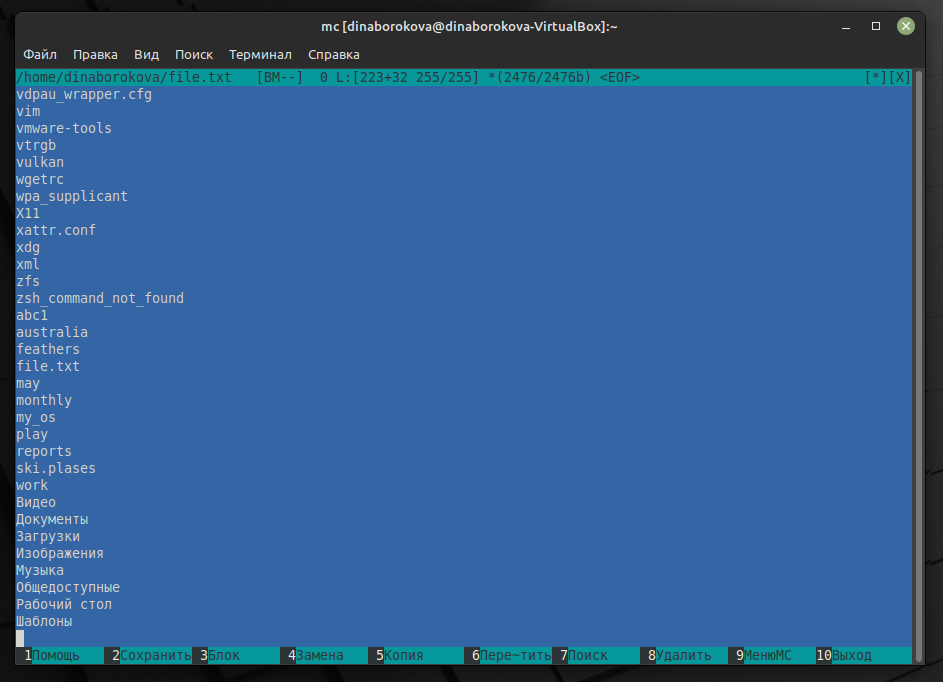 mc [dinaborokova@dinaborokova-VirtualBox]:~
Файл Правка Вид Поиск Терминал Справка
/home/dinaborokova/file.txt [BM--] 0 L:[223+32 255/255] *(2476/2476b) <EOF> [*][X]
vdpau_wrapper.cfg
vim
vmware-tools
vtrgb
vulkan
wgetrc
wpa_supplicant
X11
xattr.conf
xdg
xml
zfs
zsh_command_not_found
abc1
australia
feathers
file.txt
may
monthly
my_os
play
reports
ski.plases
work
Видео
Документы
Загрузки
Изображения
Музыка
Общедоступные
Рабочий стол
Шаблоны
1Помощь 2Сохранить 3Блок 4Замена 5Копия 6Пере~тить 7Поиск 8Удалить 9МенюMC 10Выход